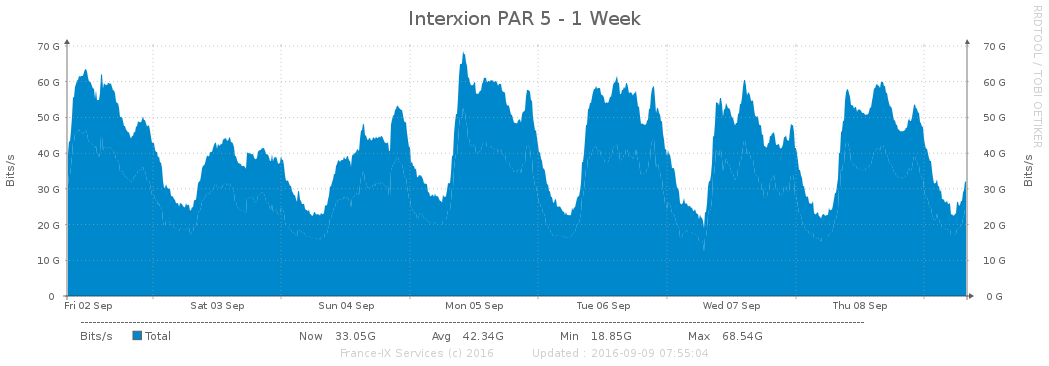 Interxion PAR 5 - 1 Week
RRDTOOL / TOBI OETIKER
Bits/s
70 G
60 G
50 G
40 G
30 G
20 G
10 G
0
70 G
60 G
50 G
40 G
30 G
20 G
10 G
0 G
Bits/s
Fri 02 Sep Sat 03 Sep Sun 04 Sep Mon 05 Sep Tue 06 Sep Wed 07 Sep Thu 08 Sep
Bits/s Total Now 33.05G Avg 42.34G Min 18.85G Max 68.54G
France-IX Services (c) 2016 Updated : 2016-09-09 07:55:04